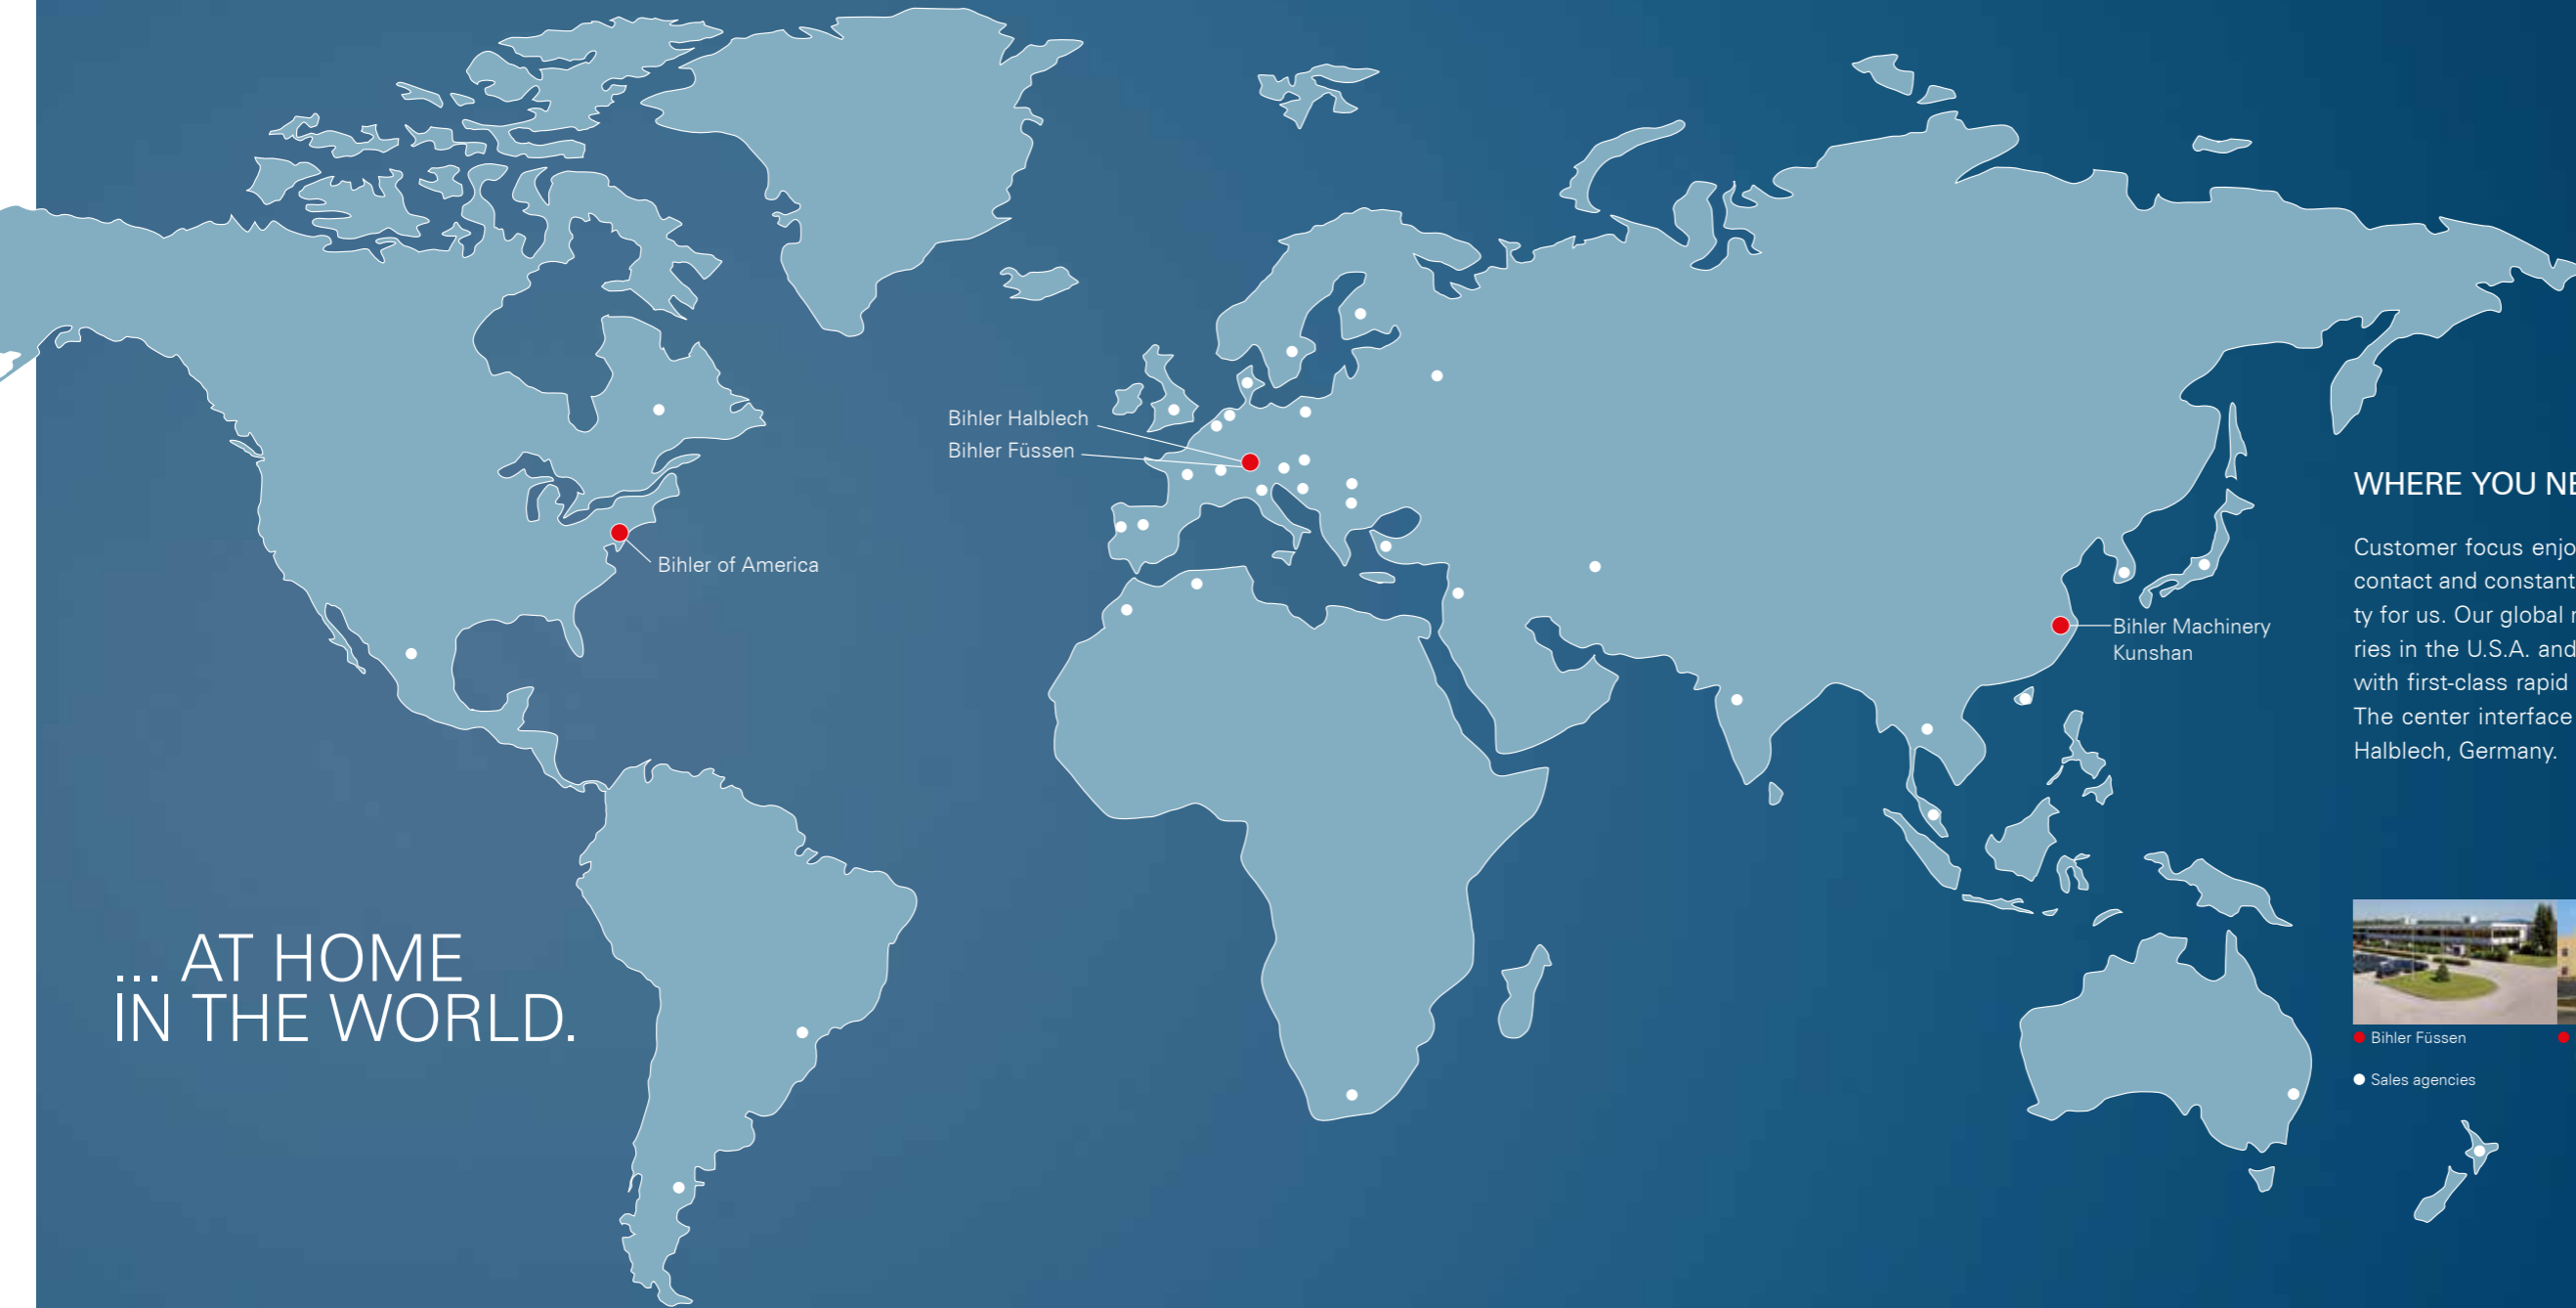 Bihler Halblech
Bihler Füssen
Bihler of America
Bihler Machinery
Kunshan
... AT HOME
IN THE WORLD.
WHERE YOU
Customer focus
contact and constant
ty for us. Our global
ries in the U.S.A. and
with first-class rapid
The center interface
Halblech, Germany.
Bihler Füssen
Sales agencies